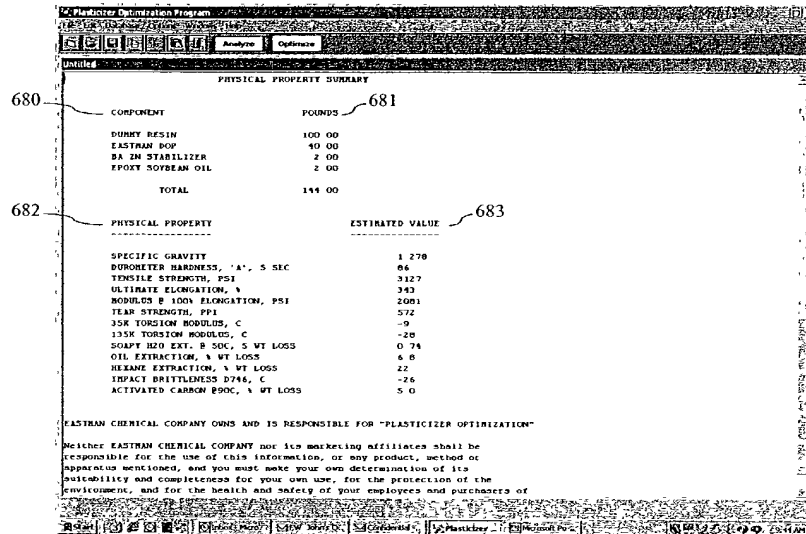 Plasticizer Optimization Program
Analyze Optimize
Untitled
PHYSICAL PROPERTY SUMMARY
680 COMPONENT POUNDS 681
DUMMY RESIN 100 00
EASTMAN DOP 40 00
BA ZN STABILIZER 2 00
EPOXY SOYBEAN OIL 2 00
TOTAL 144 00
682 PHYSICAL PROPERTY ESTIMATED VALUE 683
SPECIFIC GRAVITY 1 278
DUROMETER HARDNESS, 'A', 5 SEC 86
TENSILE STRENGTH, PSI 3127
ULTIMATE ELONGATION, % 343
MODULUS @ 100% ELONGATION, PSI 2081
TEAR STRENGTH, PPI 572
35K TORSION MODULUS, C -9
135K TORSION MODULUS, C -28
SOAPY H2O EXT. @ 50C, % WT LOSS 0 74
OIL EXTRACTION, % WT LOSS 6 8
HEXANE EXTRACTION, % WT LOSS 22
IMPACT BRITTLENESS D746, C -26
ACTIVATED CARBON @90C, % WT LOSS 5 0
EASTMAN CHEMICAL COMPANY OWNS AND IS RESPONSIBLE FOR "PLASTICIZER OPTIMIZATION"
Neither EASTMAN CHEMICAL COMPANY nor its marketing affiliates shall be
responsible for the use of this information, or any product, method or
apparatus mentioned, and you must make your own determination of its
suitability and completeness for your own use, for the protection of the
environment, and for the health and safety of your employees and purchasers of
Start